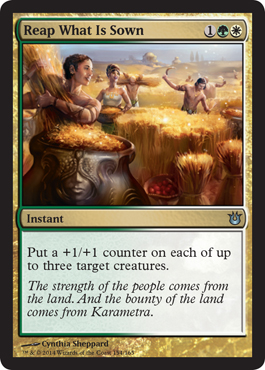 Reap What Is Sown 1
Instant
Put a +1/+1 counter on each of up
to three target creatures.
The strength of the people comes from
the land. And the bounty of the land
comes from Karametra.
Cynthia Sheppard
™ & © 2014 Wizards of the Coast 154/165